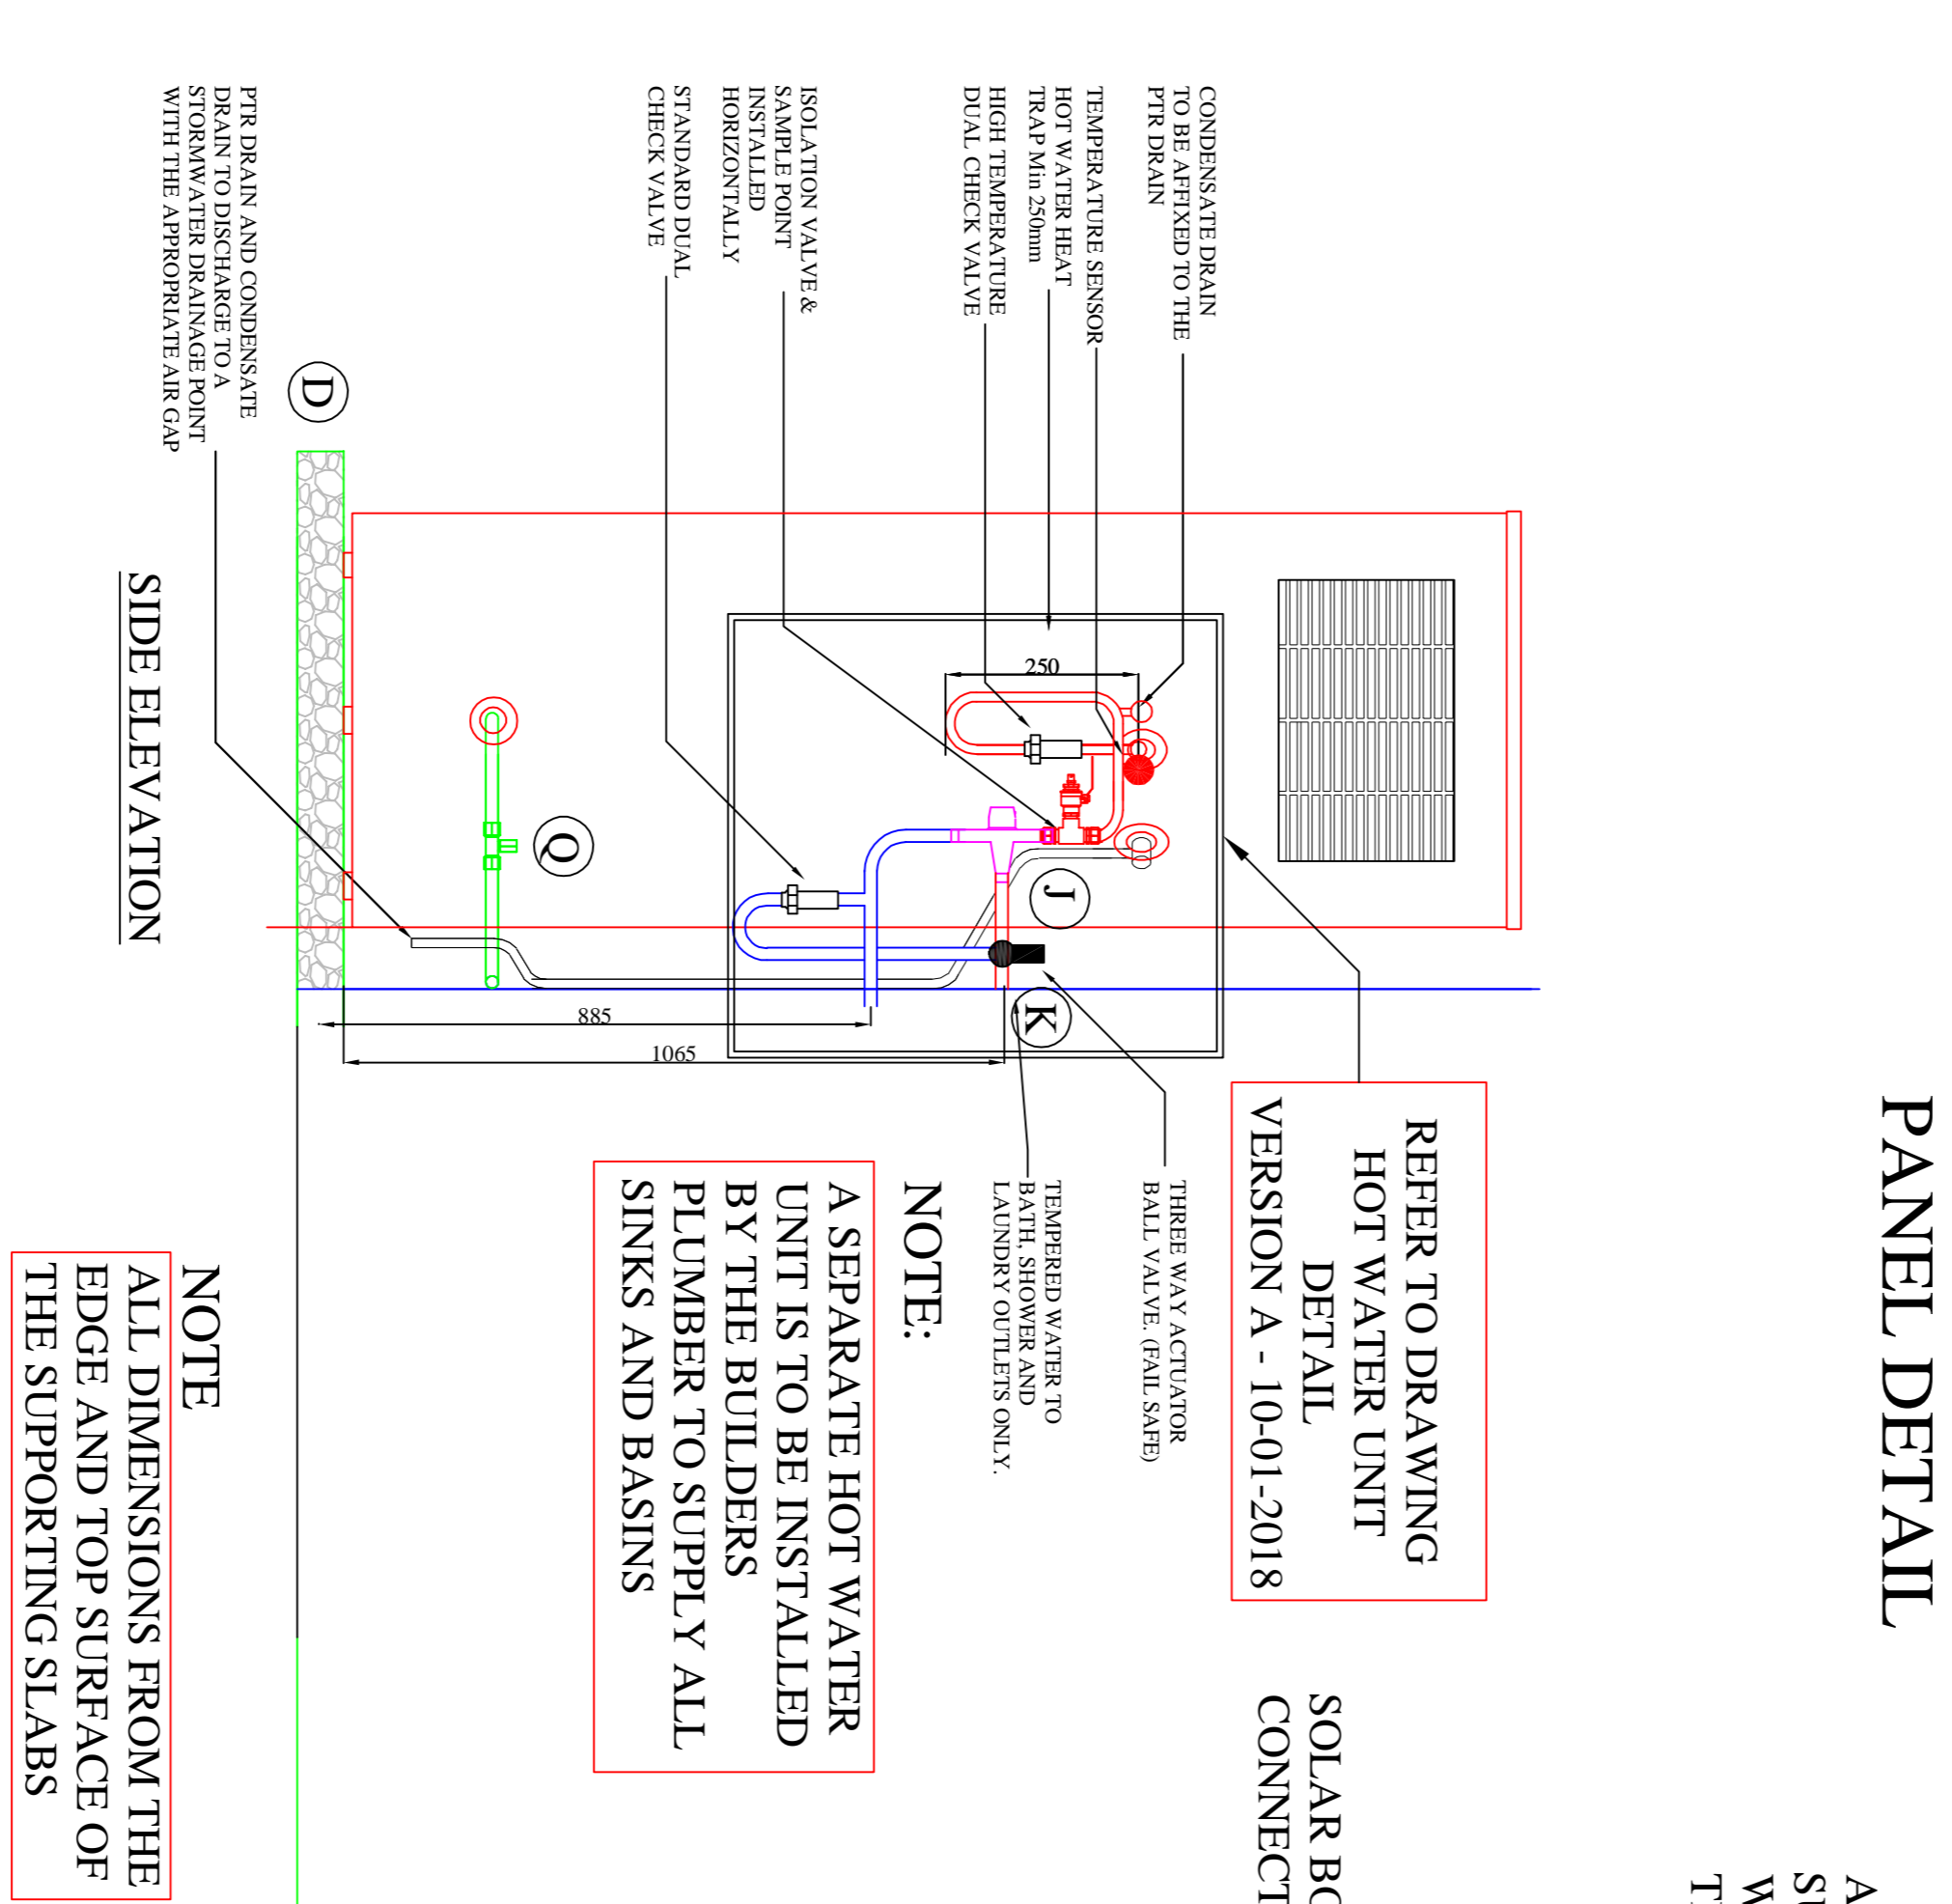 PANEL DETAIL
CONDENSATE DRAIN
TO BE AFFIXED TO THE
PTR DRAIN
TEMPERATURE SENSOR
HOT WATER HEAT
TRAP Min 250mm
HIGH TEMPERATURE
DUAL CHECK VALVE
ISOLATION VALVE &
SAMPLE POINT
INSTALLED
HORIZONTALLY
STANDARD DUAL
CHECK VALVE
PTR DRAIN AND CONDENSATE
DRAIN TO DISCHARGE TO A
STORMWATER DRAINAGE POINT
WITH THE APPROPRIATE AIR GAP
D
250
J
Q
K
885
1065
SIDE ELEVATION
REFER TO DRAWING
HOT WATER UNIT
DETAIL
VERSION A - 10-01-2018
THREE WAY ACTUATOR
BALL VALVE. (FAIL SAFE)
TEMPERED WATER TO
BATH, SHOWER AND
LAUNDRY OUTLETS ONLY.
NOTE:
A SEPARATE HOT WATER
UNIT IS TO BE INSTALLED
BY THE BUILDERS
PLUMBER TO SUPPLY ALL
SINKS AND BASINS
NOTE
ALL DIMENSIONS FROM THE
EDGE AND TOP SURFACE OF
THE SUPPORTING SLABS
SOLAR